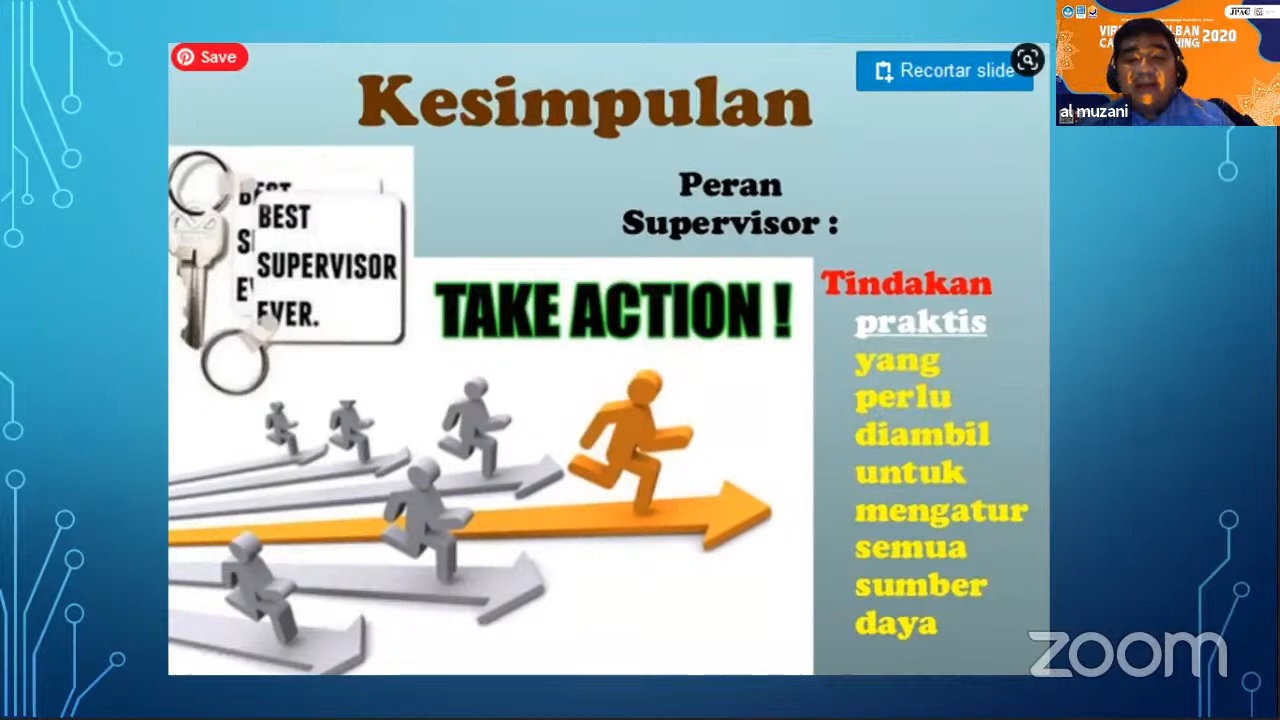 Save
Recortar slide
Kesimpulan
Peran
Supervisor :
BEST
SUPERVISOR
EVER.
TAKE ACTION !
Tindakan
praktis
yang
perlu
diambil
untuk
mengatur
semua
sumber
daya
2020
al muzani
zoom